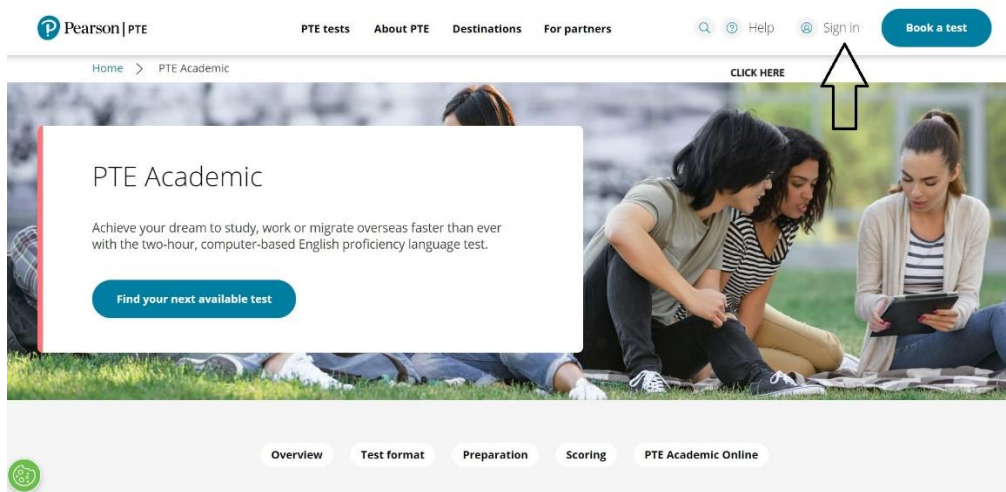 Pearson | PTE
PTE tests About PTE Destinations For partners Help Sign in Book a test
Home > PTE Academic
CLICK HERE
PTE Academic
Achieve your dream to study, work or migrate overseas faster than ever
with the two-hour, computer-based English proficiency language test.
Find your next available test
Overview Test format Preparation Scoring PTE Academic Online